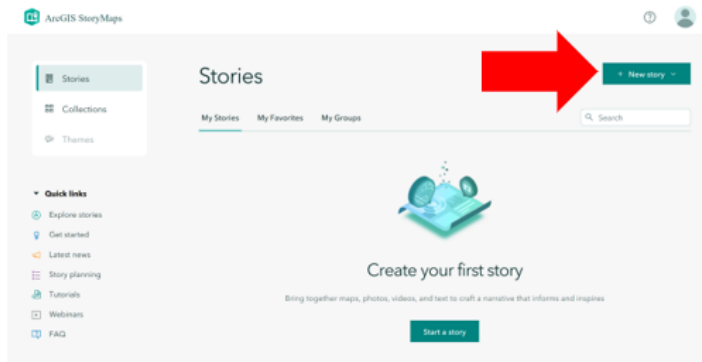 ArcGIS StoryMaps
Stories
Collections
Themes
Quick links
Explore stories
Get started
Latest news
Story planning
Tutorials
Webinars
FAQ
Stories
+ New story
My Stories My Favorites My Groups
Search
Create your first story
Bring together maps, photos, videos, and text to craft a narrative that informs and inspires
Start a story